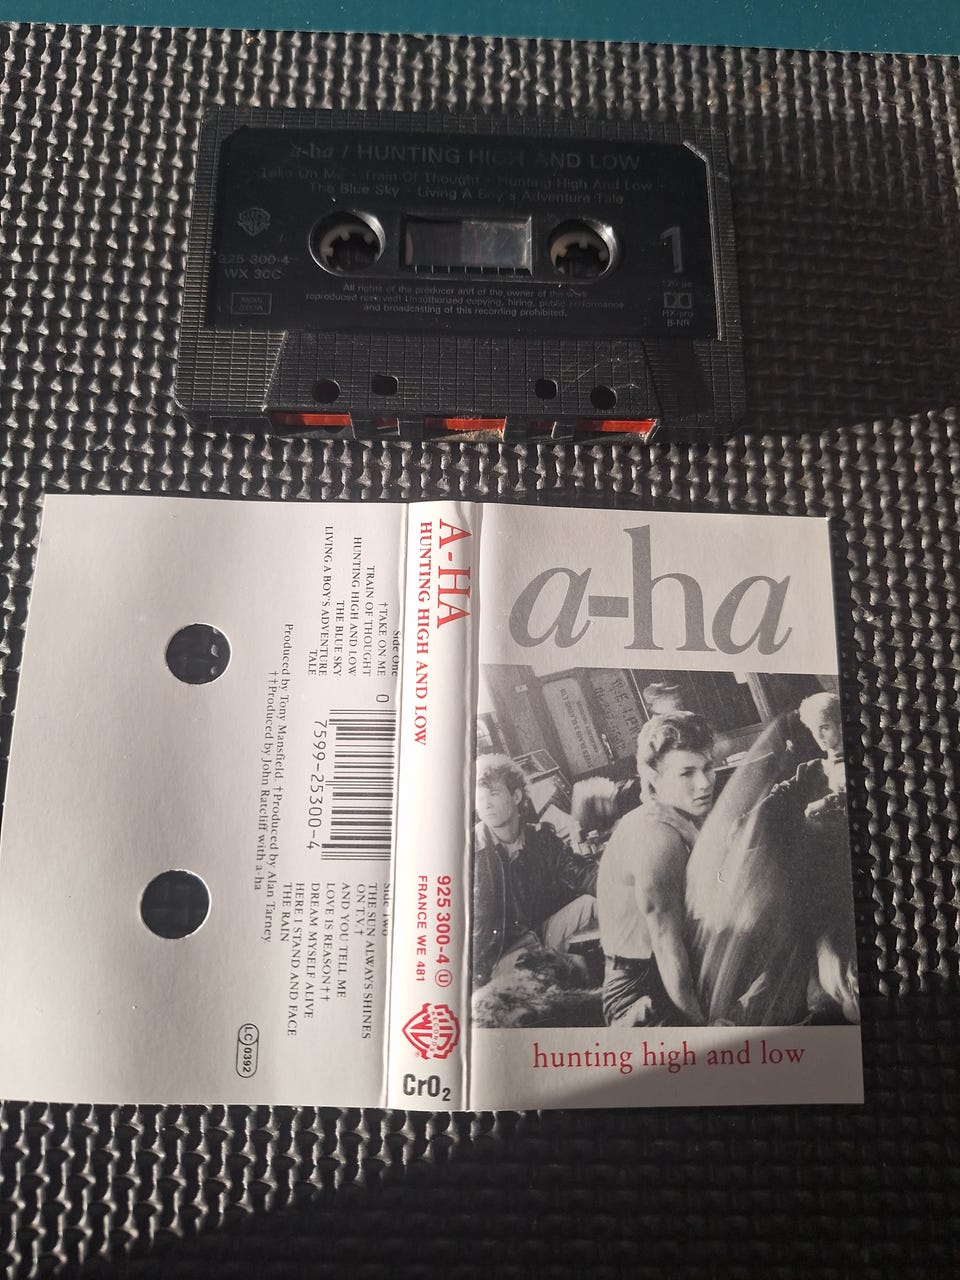 a-ha / HUNTING HIGH AND LOW
Take On Me · Train Of Thought · Hunting High And Low ·
The Blue Sky · Living A Boy's Adventure Tale
925 300-4
WX 30C
1
120 µs
HX-pro
B-NR
All rights of the producer and of the owner of the work
reproduced reserved! Unauthorized copying, hiring, public performance
and broadcasting of this recording prohibited.
a-ha
hunting high and low
A-HA
HUNTING HIGH AND LOW
925 300-4 U
FRANCE WE 481
RECORDS
CrO2
Side One
†TAKE ON ME
TRAIN OF THOUGHT
HUNTING HIGH AND LOW
THE BLUE SKY
LIVING A BOY'S ADVENTURE
TALE
0
7599-25300-4
Side Two
THE SUN ALWAYS SHINES
ON T.V.†
AND YOU TELL ME
LOVE IS REASON††
DREAM MYSELF ALIVE
HERE I STAND AND FACE
THE RAIN
Produced by Tony Mansfield. †Produced by Alan Tarney.
††Produced by John Ratcliff with a-ha
LC 0392